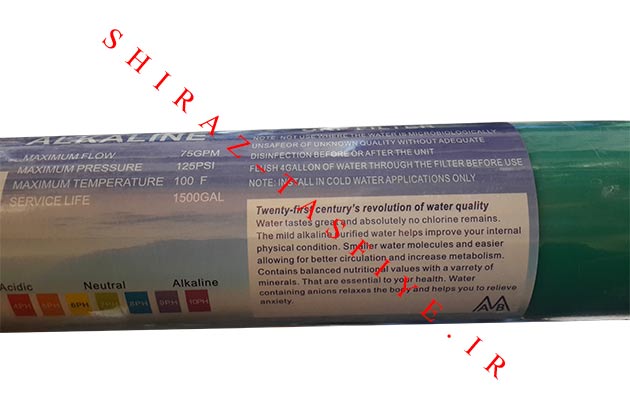 ALKALINE
MAXIMUM FLOW 75GPM
MAXIMUM PRESSURE 125PSI
MAXIMUM TEMPERATURE 100 F
SERVICE LIFE 1500GAL
NOTE: NOT USE WHERE THE WATER IS MICROBIOLOGICALLY
UNSAFEOR OF UNKNOWN QUALITY WITHOUT ADEQUATE
DISINFECTION BEFORE OR AFTER THE UNIT
FLUSH 4GALLON OF WATER THROUGH THE FILTER BEFORE USE
NOTE: INSTALL IN COLD WATER APPLICATIONS ONLY
Twenty-first century's revolution of water quality
Water tastes great and absolutely no chlorine remains.
The mild alkaline purified water helps improve your internal
physical condition. Smaller water molecules and easier
allowing for better circulation and increase metabolism.
Contains balanced nutritional values with a varrety of
minerals. That are essential to your health. Water
containing anions relaxes the body and helps you to relieve
anxiety.
Acidic Neutral Alkaline
4PH 5PH 6PH 7PH 8PH 9PH 10PH
SHIRAZ-TASFIYE.IR